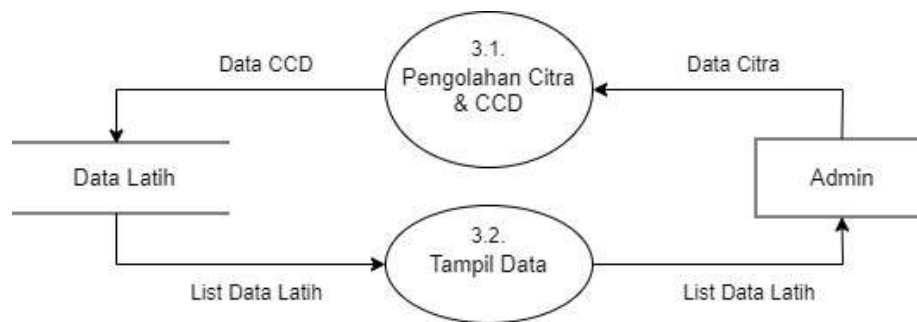 3.1.
Data CCD
Pengolahan Citra
Data Citra
& CCD
Data Latih
Admin
3.2.
Tampil Data
List Data Latih
List Data Latih